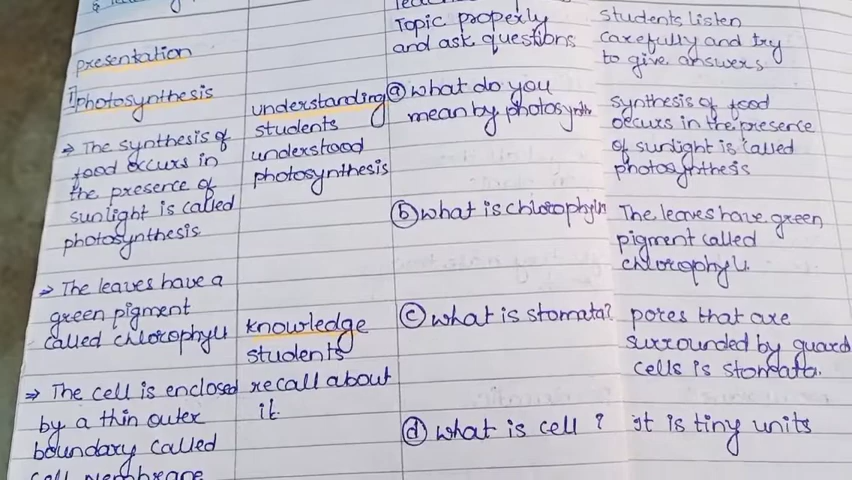 presentation
1) photosynthesis
→ The synthesis of
food occurs in
the presence of
sunlight is called
photosynthesis
→ The leaves have a
green pigment
called chlorophyll
⇒ The cell is enclosed
by a thin outer
boundary called
cell membrane
understanding
students
understood
photosynthesis
knowledge
students
recall about
it
Topic properly
and ask questions
ⓐ what do you
mean by photosynthe
ⓑ what is chlorophyll
ⓒ what is stomata?
ⓓ what is cell ?
students listen
carefully and try
to give answers
synthesis of food
occurs in the presence
of sunlight is called
photosynthesis
The leaves have green
pigment called
chlorophyll.
pores that are
surrounded by guard
cells is stomata.
it is tiny units